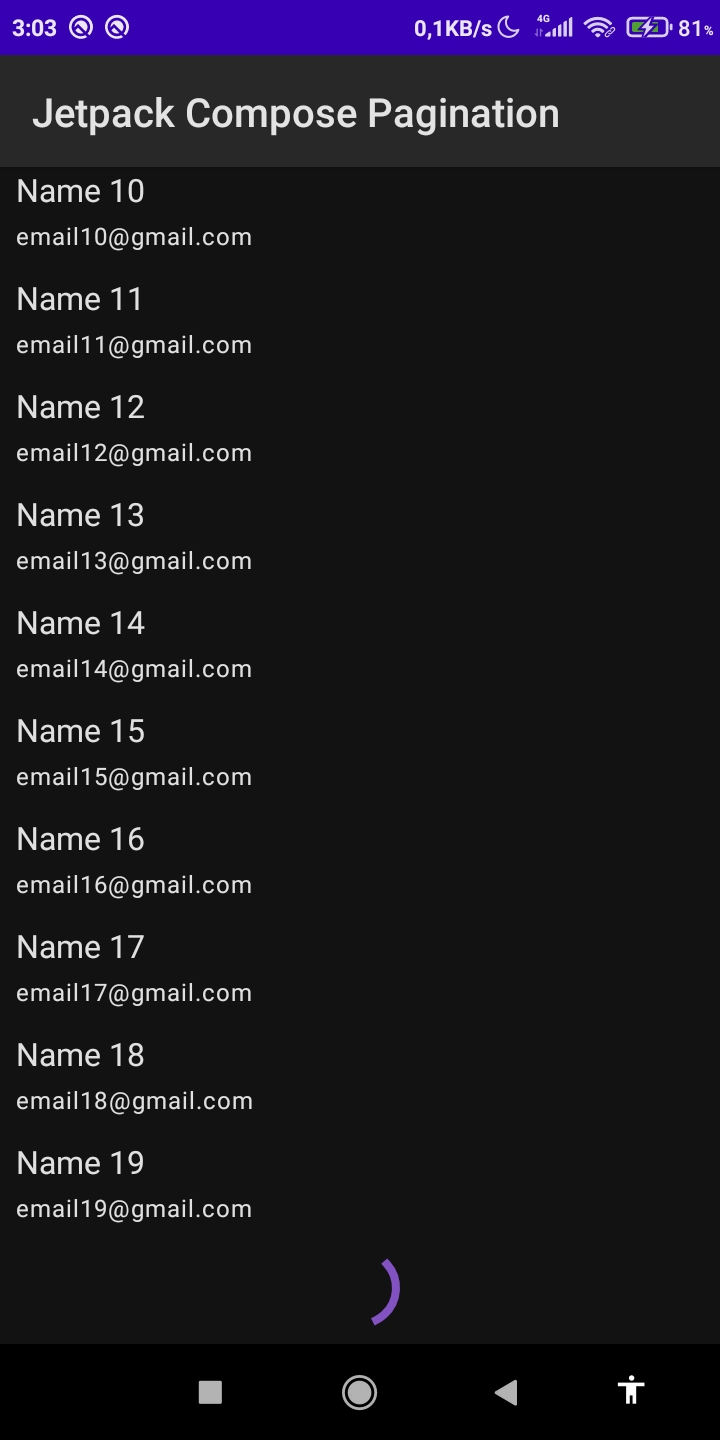 3:03 0,1KB/s 4G 81%
Jetpack Compose Pagination
Name 10
email10@gmail.com
Name 11
email11@gmail.com
Name 12
email12@gmail.com
Name 13
email13@gmail.com
Name 14
email14@gmail.com
Name 15
email15@gmail.com
Name 16
email16@gmail.com
Name 17
email17@gmail.com
Name 18
email18@gmail.com
Name 19
email19@gmail.com